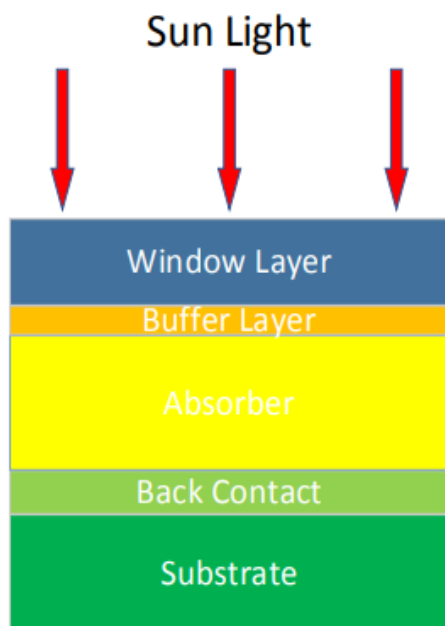 Sun Light
Window Layer
Buffer Layer
Absorber
Back Contact
Substrate